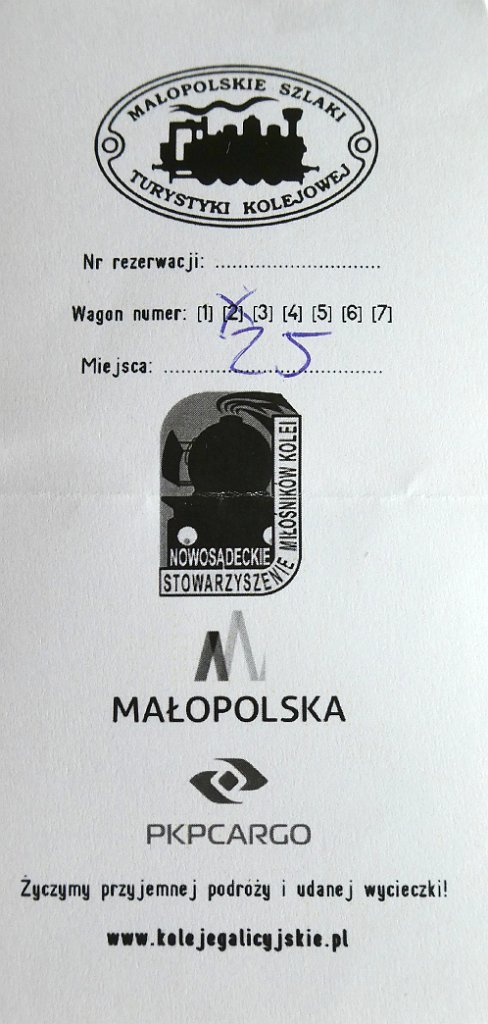 MAŁOPOLSKIE SZLAKI
TURYSTYKI KOLEJOWEJ
Nr rezerwacji: ..............................
Wagon numer: [1] [2] [3] [4] [5] [6] [7]
Miejsca: ........................................
25
NOWOSĄDECKIE
STOWARZYSZENIE MIŁOŚNIKÓW KOLEI
MAŁOPOLSKA
PKPCARGO
Życzymy przyjemnej podróży i udanej wycieczki!
www.kolejegalicyjskie.pl